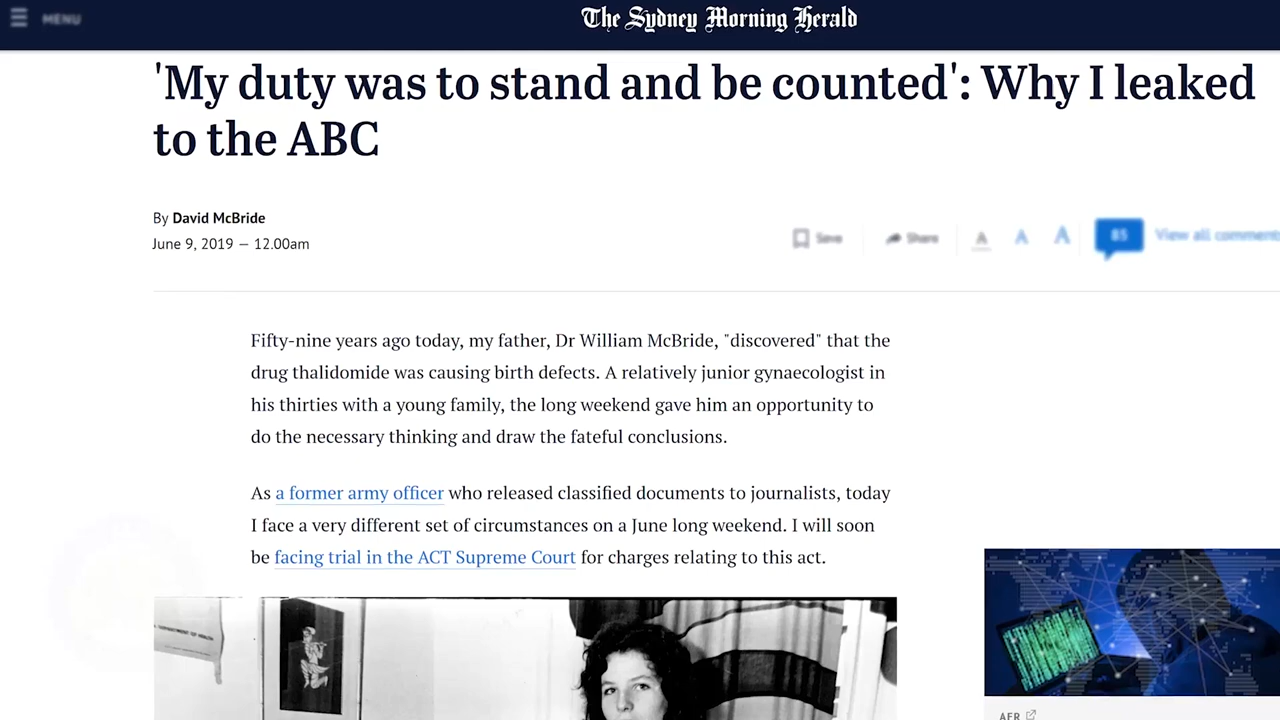 MENU
The Sydney Morning Herald
'My duty was to stand and be counted': Why I leaked
to the ABC
By David McBride
June 9, 2019 — 12.00am
Save
Share
A
A
A
85
View all comments
Fifty-nine years ago today, my father, Dr William McBride, "discovered" that the
drug thalidomide was causing birth defects. A relatively junior gynaecologist in
his thirties with a young family, the long weekend gave him an opportunity to
do the necessary thinking and draw the fateful conclusions.
As a former army officer who released classified documents to journalists, today
I face a very different set of circumstances on a June long weekend. I will soon
be facing trial in the ACT Supreme Court for charges relating to this act.
AFR